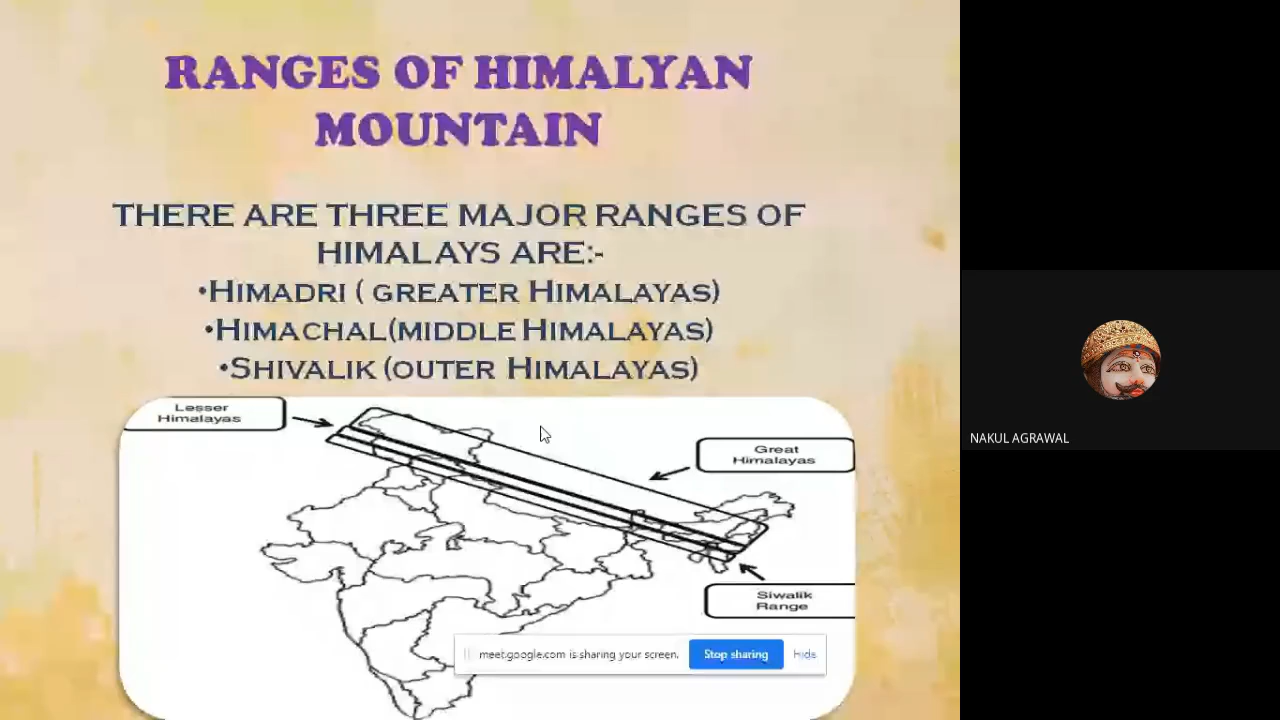 RANGES OF HIMALYAN
MOUNTAIN
THERE ARE THREE MAJOR RANGES OF
HIMALAYS ARE:-
•HIMADRI ( GREATER HIMALAYAS)
•HIMACHAL(MIDDLE HIMALAYAS)
•SHIVALIK (OUTER HIMALAYAS)
Lesser
Himalayas
Great
Himalayas
Siwalik
Range
meet.google.com is sharing your screen.
Stop sharing
Hide
NAKUL AGRAWAL